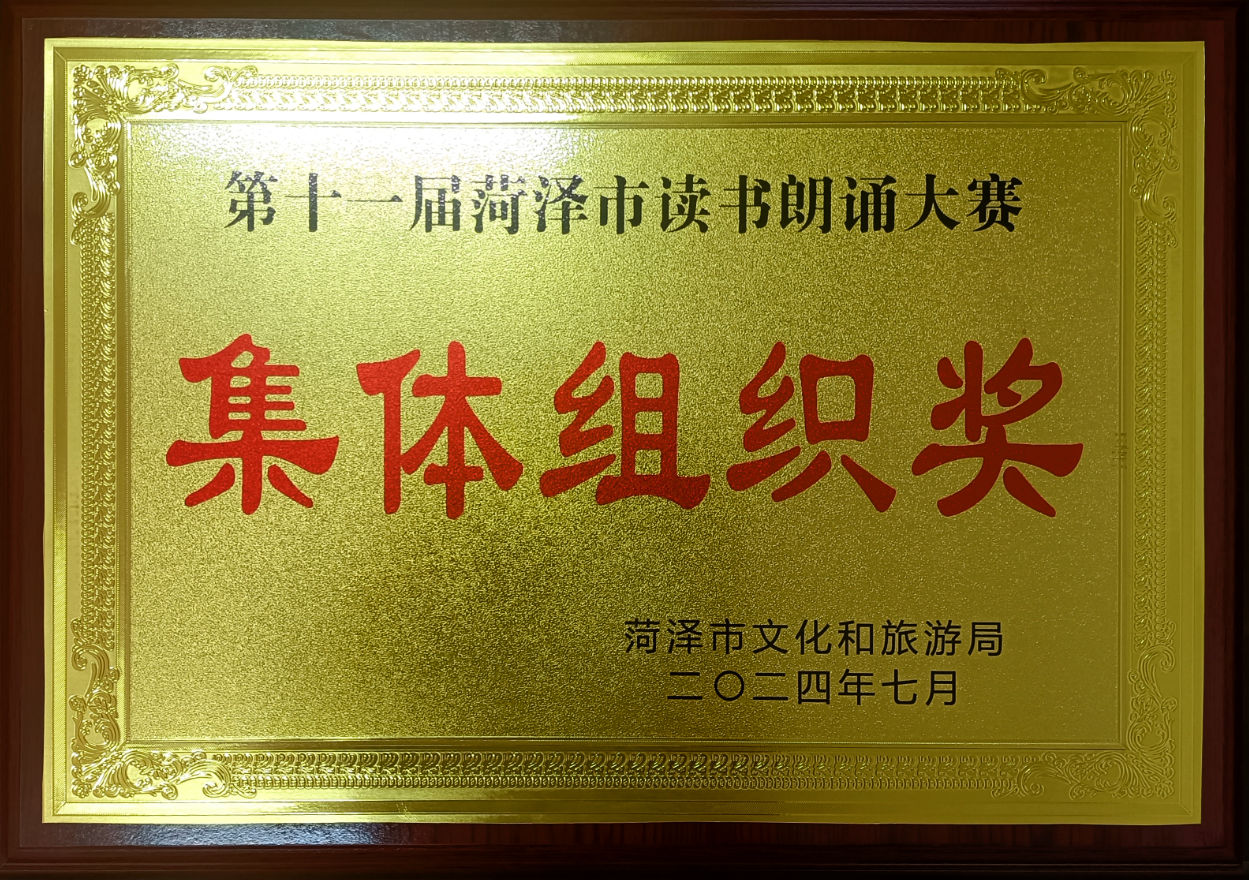 第十一届菏泽市读书朗诵大赛
集体组织奖
菏泽市文化和旅游局
二〇二四年七月